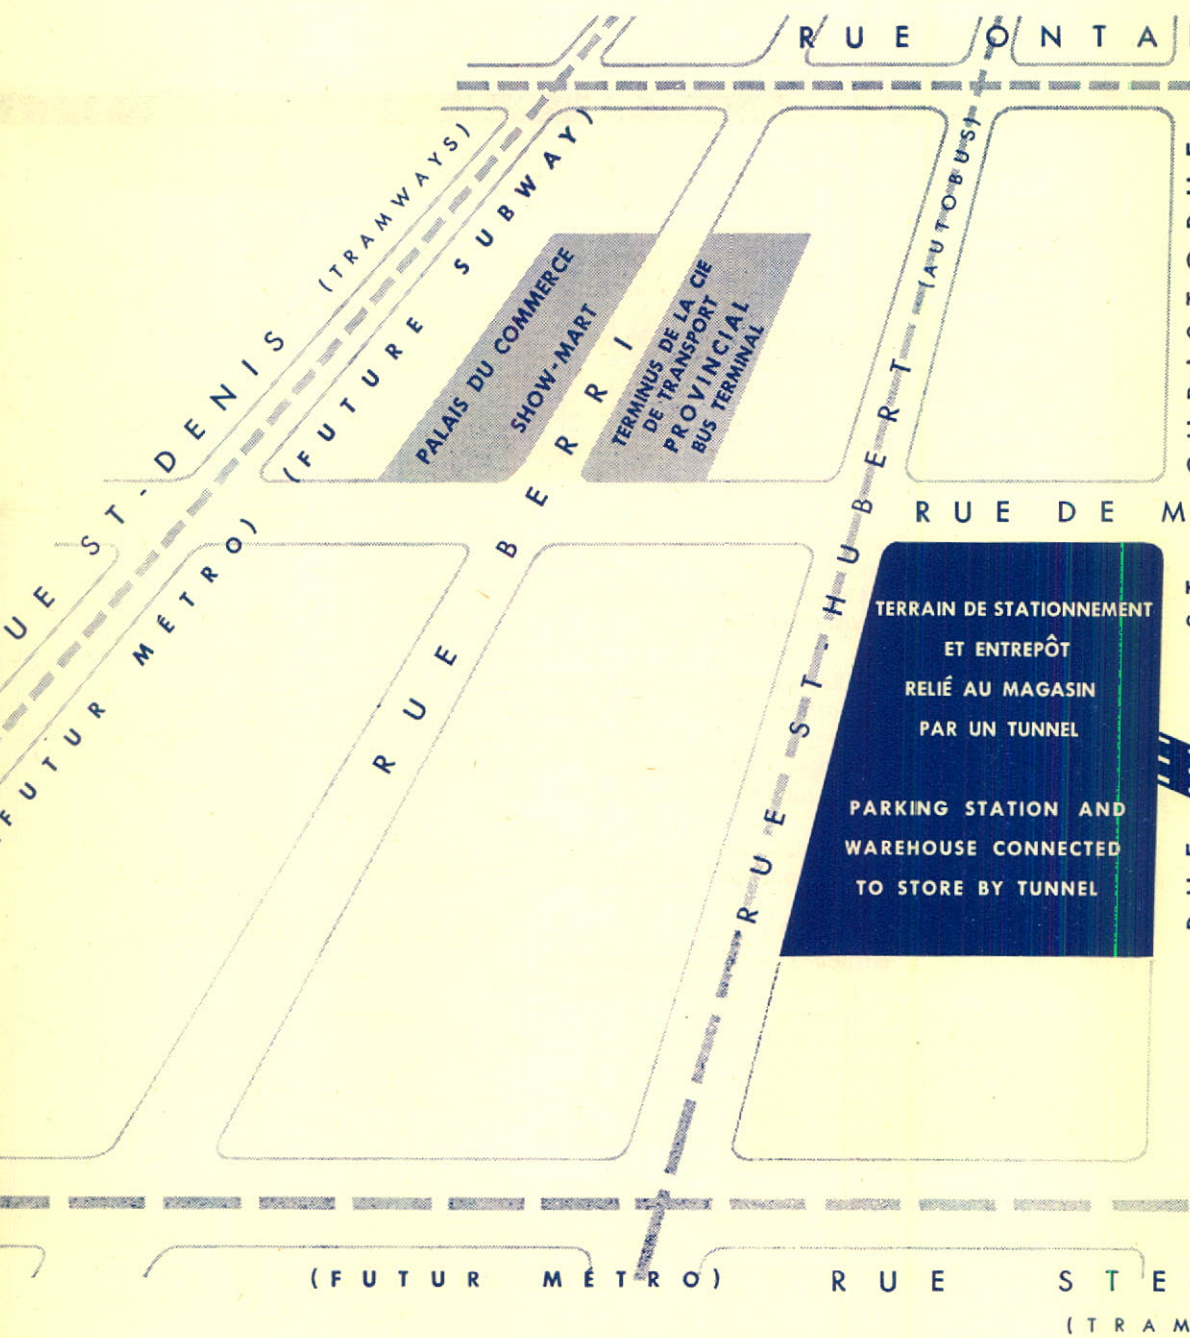 RUE ONTA
(TRAMWAYS)
(FUTURE SUBWAY)
(AUTOBUS)
PALAIS DU COMMERCE
SHOW-MART
TERMINUS DE LA CIE
DE TRANSPORT
PROVINCIAL
BUS TERMINAL
UE ST-DENIS
(FUTUR MÉTRO)
RUE BERRI
RUE ST-HUBERT
RUE DE M
TERRAIN DE STATIONNEMENT
ET ENTREPÔT
RELIÉ AU MAGASIN
PAR UN TUNNEL
PARKING STATION AND
WAREHOUSE CONNECTED
TO STORE BY TUNNEL
(FUTUR MÉTRO)
RUE STE
(TRAM